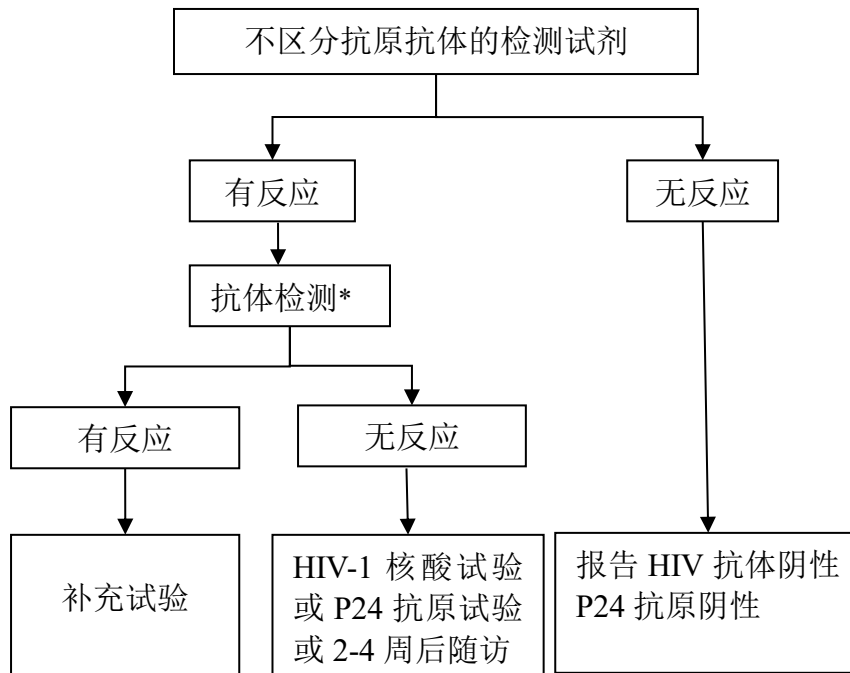 不区分抗原抗体的检测试剂
有反应
无反应
抗体检测*
有反应
无反应
补充试验
HIV-1 核酸试验
或 P24 抗原试验
或 2-4 周后随访
报告 HIV 抗体阴性
P24 抗原阴性